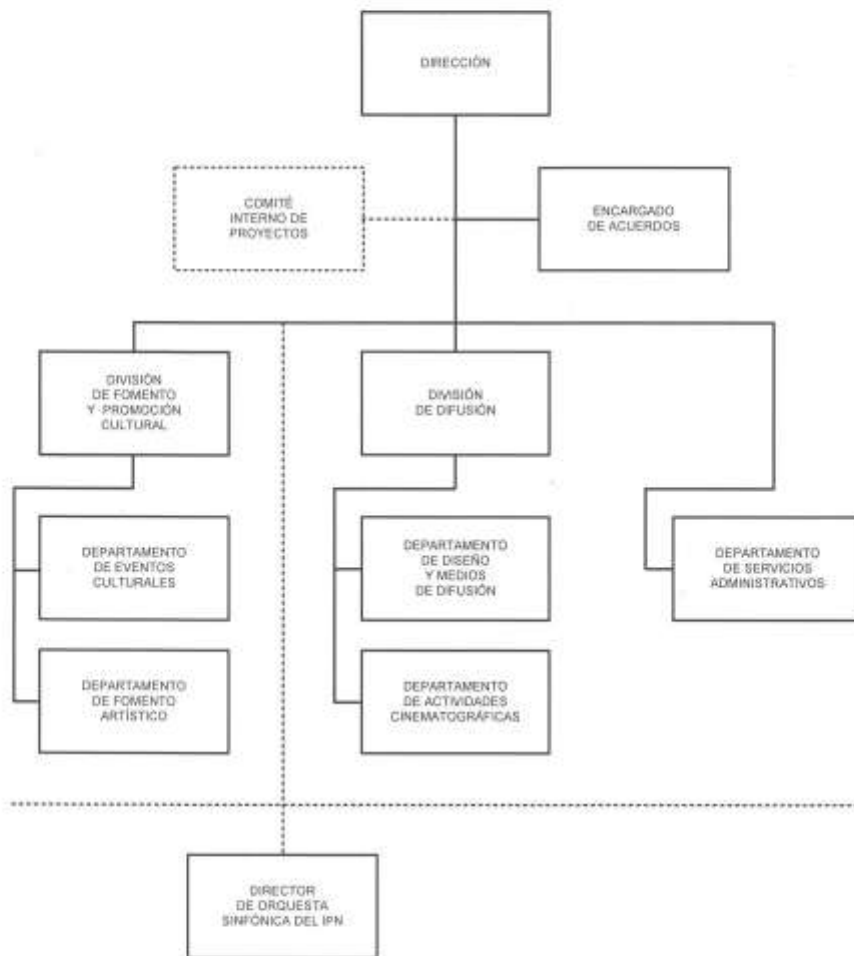 DIRECCIÓN
COMITÉ
INTERNO DE
PROYECTOS
ENCARGADO
DE ACUERDOS
DIVISIÓN
DE FOMENTO
Y PROMOCIÓN
CULTURAL
DIVISIÓN
DE DIFUSIÓN
DEPARTAMENTO
DE EVENTOS
CULTURALES
DEPARTAMENTO
DE DISEÑO
Y MEDIOS
DE DIFUSIÓN
DEPARTAMENTO
DE SERVICIOS
ADMINISTRATIVOS
DEPARTAMENTO
DE FOMENTO
ARTÍSTICO
DEPARTAMENTO
DE ACTIVIDADES
CINEMATOGRÁFICAS
DIRECTOR
DE ORQUESTA
SINFÓNICA DEL IPN